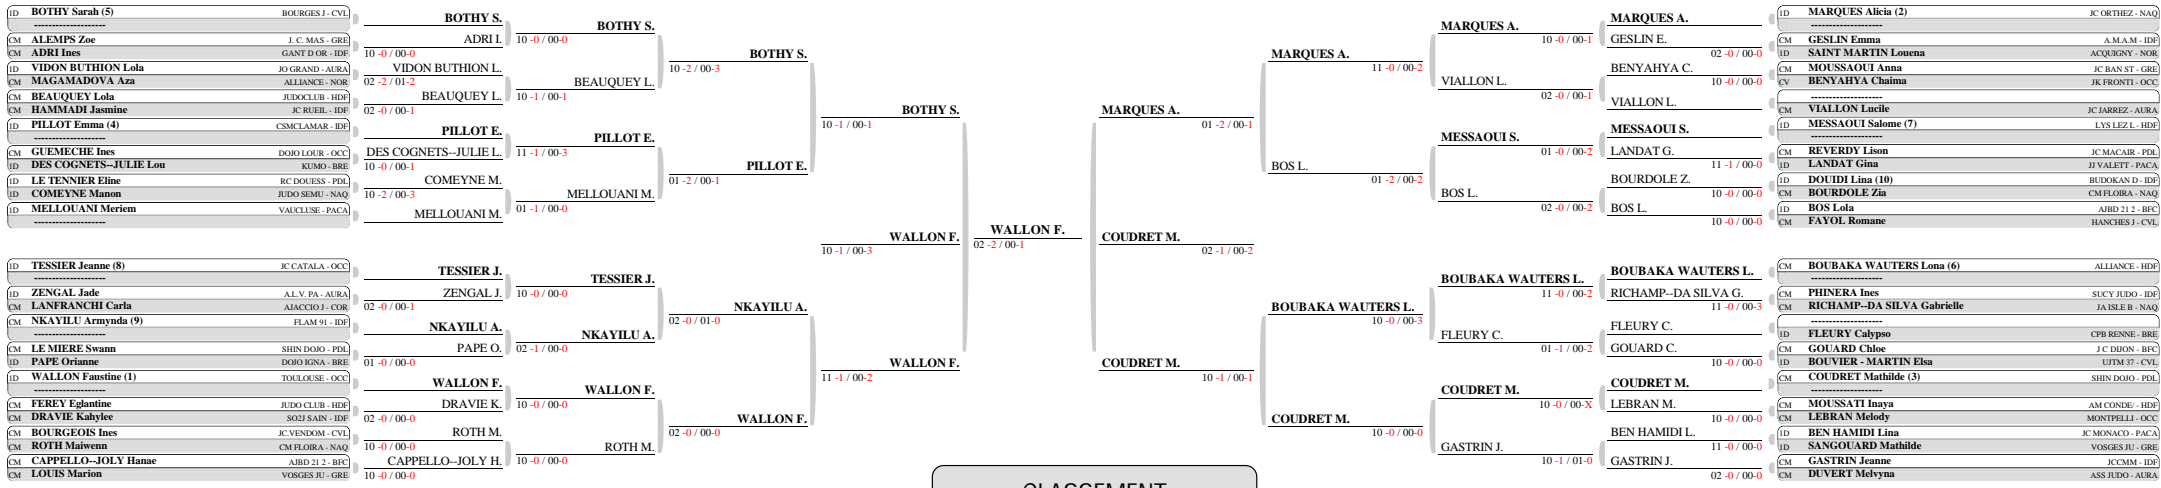 1D BOTHY Sarah (5) BOURGES J - CVL
--------------------
CM ALEMPS Zoe J. C. MAS - GRE
CM ADRI Ines GANT D OR - IDF
1D VIDON BUTHION Lola JO GRAND - AURA
CM MAGAMADOVA Aza ALLIANCE - NOR
CM BEAUQUEY Lola JUDOCLUB - HDF
CM HAMMADI Jasmine JC RUEIL - IDF
1D PILLOT Emma (4) CSMCLAMAR - IDF
--------------------
CM GUEMECHE Ines DOJO LOUR - OCC
1D DES COGNETS--JULIE Lou KUMO - BRE
1D LE TENNIER Eline RC DOUESS - PDL
1D COMEYNE Manon JUDO SEMU - NAQ
1D MELLOUANI Meriem VAUCLUSE - PACA
--------------------
1D TESSIER Jeanne (8) JC CATALA - OCC
--------------------
1D ZENGAL Jade A.L.V. PA - AURA
CM LANFRANCHI Carla AJACCIO J - COR
CM NKAYILU Armynda (9) FLAM 91 - IDF
--------------------
CM LE MIERE Swann SHIN DOJO - PDL
1D PAPE Orianne DOJO IGNA - BRE
1D WALLON Faustine (1) TOULOUSE - OCC
--------------------
CM FEREY Eglantine JUDO CLUB - HDF
CM DRAVIE Kahylee SO2J SAIN - IDF
CM BOURGEOIS Ines JC.VENDOM - CVL
CM ROTH Maiwenn CM FLOIRA - NAQ
CM CAPPELLO--JOLY Hanae AJBD 21 2 - BFC
CM LOUIS Marion VOSGES JU - GRE
BOTHY S.
ADRI I.
10 -0 / 00-0
VIDON BUTHION L.
02 -2 / 01-2
BEAUQUEY L.
02 -0 / 00-1
PILLOT E.
DES COGNETS--JULIE L.
10 -0 / 00-1
COMEYNE M.
10 -2 / 00-3
MELLOUANI M.
TESSIER J.
ZENGAL J.
02 -0 / 00-1
NKAYILU A.
PAPE O.
01 -0 / 00-0
WALLON F.
DRAVIE K.
02 -0 / 00-0
ROTH M.
10 -0 / 00-0
CAPPELLO--JOLY H.
10 -0 / 00-0
BOTHY S.
10 -0 / 00-0
BEAUQUEY L.
10 -1 / 00-1
PILLOT E.
11 -1 / 00-3
MELLOUANI M.
01 -1 / 00-0
TESSIER J.
10 -0 / 00-0
NKAYILU A.
02 -1 / 00-0
WALLON F.
10 -0 / 00-0
ROTH M.
10 -0 / 00-0
BOTHY S.
10 -2 / 00-3
PILLOT E.
01 -2 / 00-1
NKAYILU A.
02 -0 / 01-0
WALLON F.
02 -0 / 00-0
BOTHY S.
10 -1 / 00-1
WALLON F.
10 -1 / 00-3
WALLON F.
11 -1 / 00-2
WALLON F.
02 -2 / 00-1
MARQUES A.
01 -2 / 00-1
COUDRET M.
02 -1 / 00-2
COUDRET M.
10 -1 / 00-1
MARQUES A.
11 -0 / 00-2
BOS L.
01 -2 / 00-2
BOUBAKA WAUTERS L.
10 -0 / 00-3
COUDRET M.
10 -0 / 00-0
MARQUES A.
10 -0 / 00-1
VIALLON L.
02 -0 / 00-1
MESSAOUI S.
01 -0 / 00-2
BOS L.
02 -0 / 00-2
BOUBAKA WAUTERS L.
11 -0 / 00-2
FLEURY C.
01 -1 / 00-2
COUDRET M.
10 -0 / 00-X
GASTRIN J.
10 -1 / 01-0
MARQUES A.
GESLIN E.
02 -0 / 00-0
BENYAHYA C.
10 -0 / 00-0
VIALLON L.
MESSAOUI S.
LANDAT G.
11 -1 / 00-0
BOURDOLE Z.
10 -0 / 00-0
BOS L.
10 -0 / 00-0
BOUBAKA WAUTERS L.
RICHAMP--DA SILVA G.
11 -0 / 00-3
FLEURY C.
GOUARD C.
10 -0 / 00-0
COUDRET M.
LEBRAN M.
10 -0 / 00-0
BEN HAMIDI L.
11 -0 / 00-0
GASTRIN J.
02 -0 / 00-0
1D MARQUES Alicia (2) JC ORTHEZ - NAQ
--------------------
CM GESLIN Emma A.M.A.M - IDF
1D SAINT MARTIN Louena ACQUIGNY - NOR
CM MOUSSAOUI Anna JC BAN ST - GRE
CV BENYAHYA Chaima JK FRONTI - OCC
--------------------
CM VIALLON Lucile JC JARREZ - AURA
1D MESSAOUI Salome (7) LYS LEZ L - HDF
--------------------
CM REVERDY Lison JC MACAIR - PDL
1D LANDAT Gina JJ VALETT - PACA
1D DOUIDI Lina (10) BUDOKAN D - IDF
CM BOURDOLE Zia CM FLOIRA - NAQ
1D BOS Lola AJBD 21 2 - BFC
CM FAYOL Romane HANCHES J - CVL
CM BOUBAKA WAUTERS Lona (6) ALLIANCE - HDF
--------------------
CM PHINERA Ines SUCY JUDO - IDF
CM RICHAMP--DA SILVA Gabrielle JA ISLE B - NAQ
--------------------
1D FLEURY Calypso CPB RENNE - BRE
CM GOUARD Chloe J C DIJON - BFC
1D BOUVIER - MARTIN Elsa UJTM 37 - CVL
CM COUDRET Mathilde (3) SHIN DOJO - PDL
--------------------
CM MOUSSATI Inaya AM CONDE/ - HDF
CM LEBRAN Melody MONTPELLI - OCC
1D BEN HAMIDI Lina JC MONACO - PACA
1D SANGOUARD Mathilde VOSGES JU - GRE
CM GASTRIN Jeanne JCCMM - IDF
CM DUVERT Melvyna ASS JUDO - AURA
CLASSEMENT